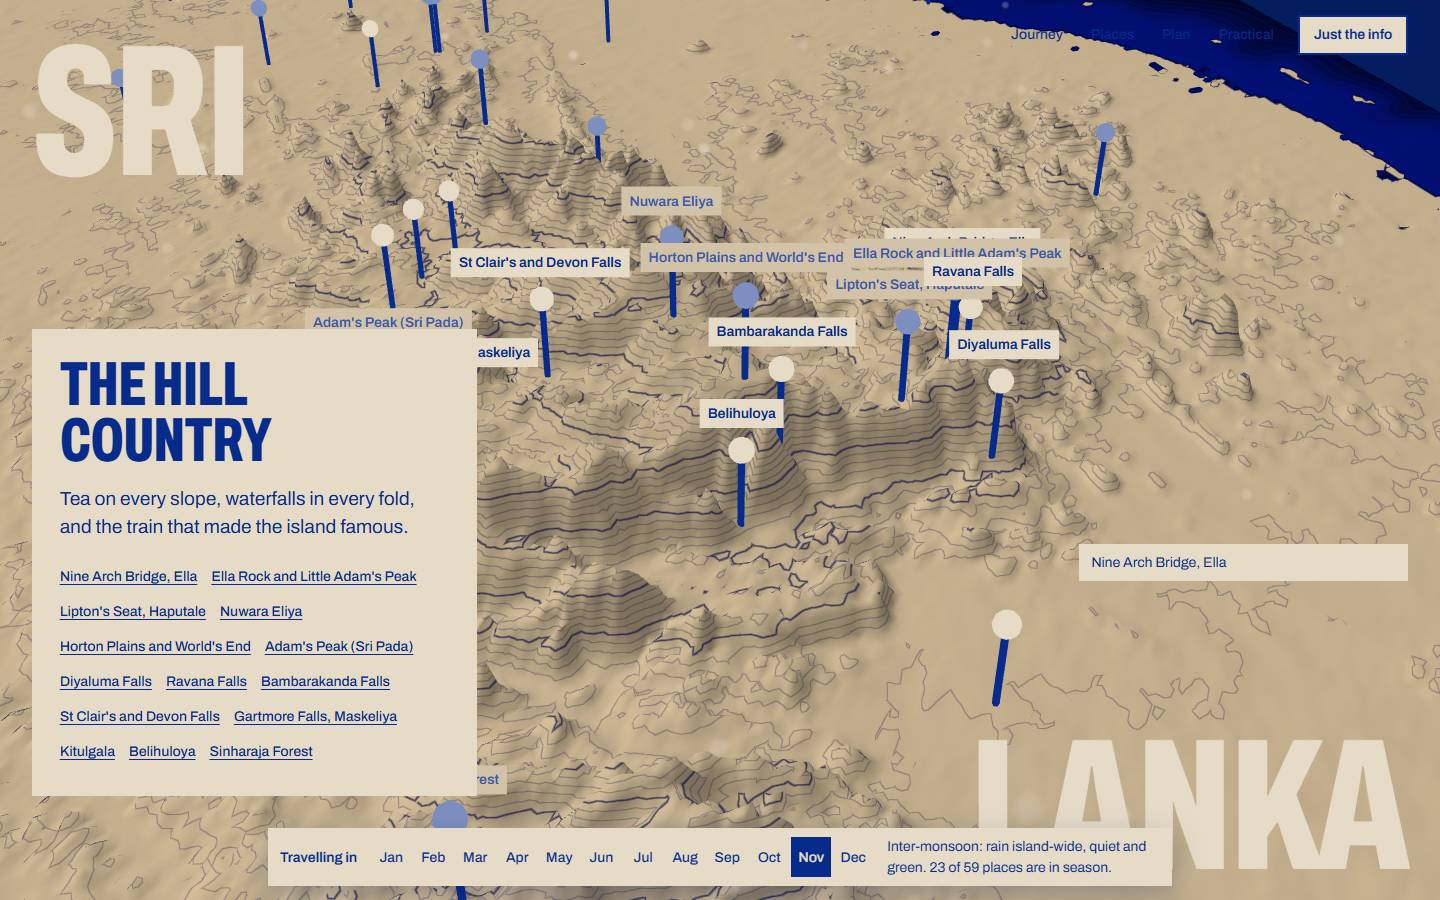 SRI
Journey
Places
Plan
Practical
Just the info
Nuwara Eliya
St Clair's and Devon Falls
Horton Plains and World's End
Ella Rock and Little Adam's Peak
Ravana Falls
Lipton's Seat, Haputale
Adam's Peak (Sri Pada)
Bambarakanda Falls
Diyaluma Falls
askeliya
Belihuloya
THE HILL
COUNTRY
Tea on every slope, waterfalls in every fold,
and the train that made the island famous.
Nine Arch Bridge, Ella Ella Rock and Little Adam's Peak
Lipton's Seat, Haputale Nuwara Eliya
Horton Plains and World's End Adam's Peak (Sri Pada)
Diyaluma Falls Ravana Falls Bambarakanda Falls
St Clair's and Devon Falls Gartmore Falls, Maskeliya
Kitulgala Belihuloya Sinharaja Forest
Nine Arch Bridge, Ella
rest
LANKA
Travelling in Jan Feb Mar Apr May Jun Jul Aug Sep Oct Nov Dec
Inter-monsoon: rain island-wide, quiet and
green. 23 of 59 places are in season.